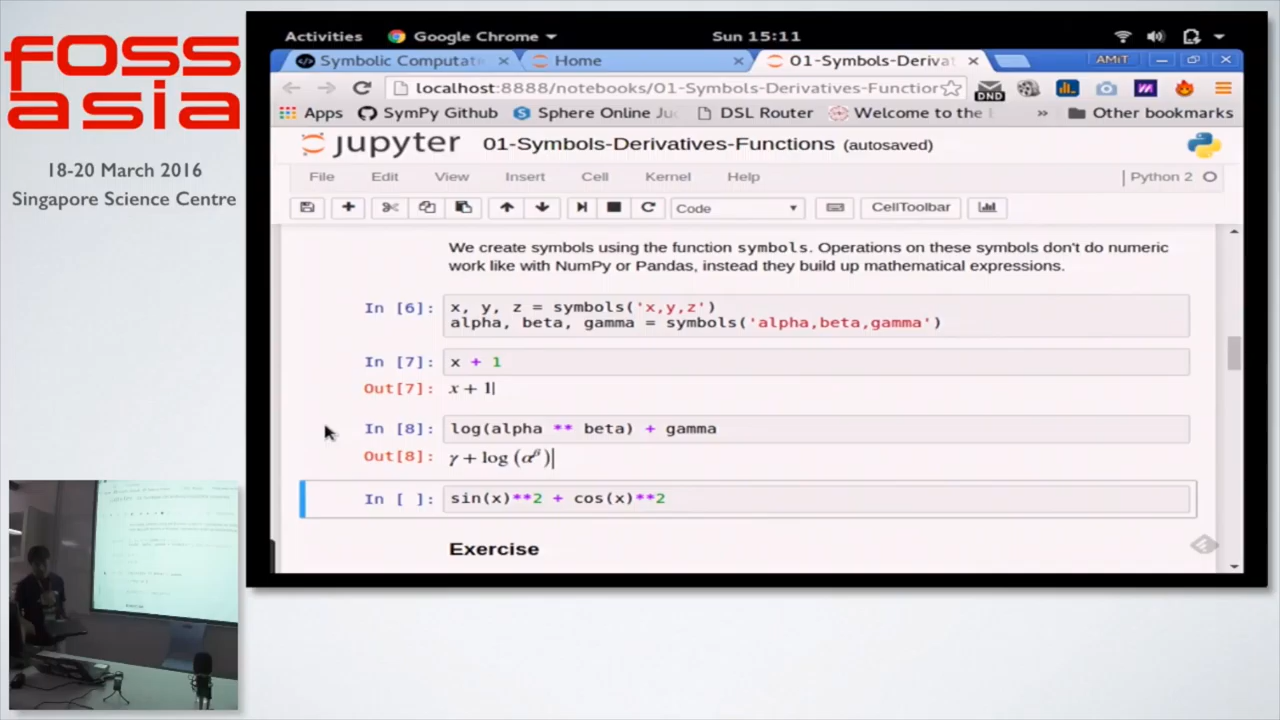 FOSS
asia
18-20 March 2016
Singapore Science Centre
Activities Google Chrome Sun 15:11
Symbolic Computat Home 01-Symbols-Derivat AMIT
localhost:8888/notebooks/01-Symbols-Derivatives-Function DND
Apps SymPy Github Sphere Online Ju DSL Router Welcome to the » Other bookmarks
jupyter 01-Symbols-Derivatives-Functions (autosaved)
File Edit View Insert Cell Kernel Help Python 2
Code CellToolbar
We create symbols using the function symbols. Operations on these symbols don't do numeric
work like with NumPy or Pandas, instead they build up mathematical expressions.
In [6]: x, y, z = symbols('x,y,z')
alpha, beta, gamma = symbols('alpha,beta,gamma')
In [7]: x + 1
Out[7]: x + 1
In [8]: log(alpha ** beta) + gamma
Out[8]: γ + log (α^β)
In [ ]: sin(x)**2 + cos(x)**2
Exercise